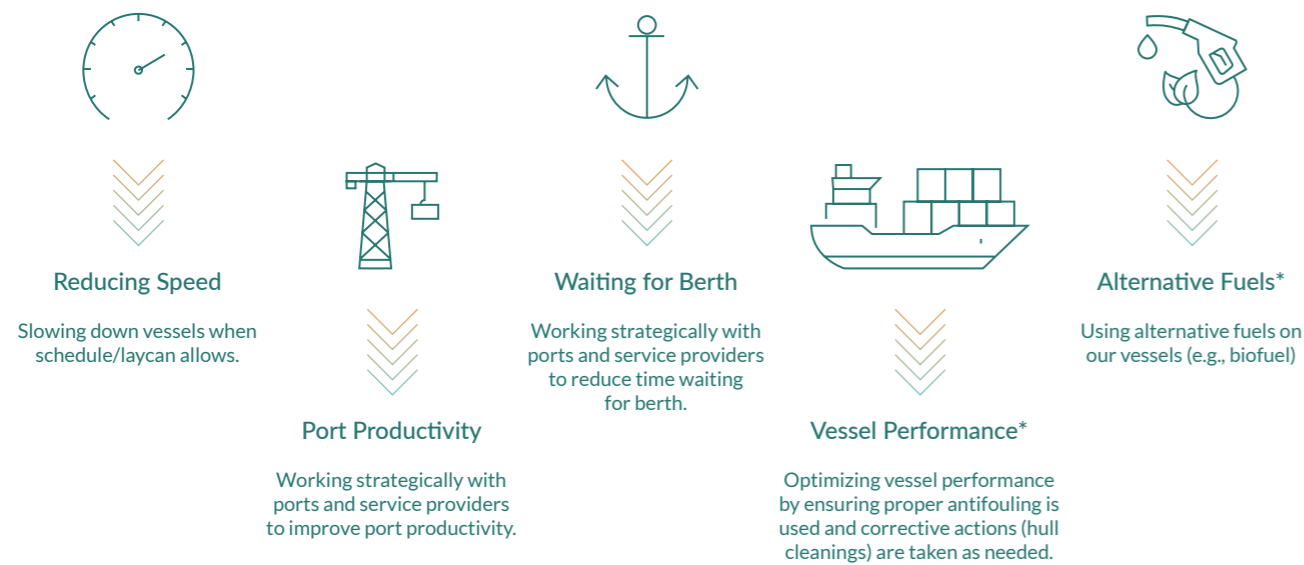 Reducing Speed
Slowing down vessels when
schedule/laycan allows.
Port Productivity
Working strategically with
ports and service providers
to improve port productivity.
Waiting for Berth
Working strategically with
ports and service providers
to reduce time waiting
for berth.
Vessel Performance*
Optimizing vessel performance
by ensuring proper antifouling is
used and corrective actions (hull
cleanings) are taken as needed.
Alternative Fuels*
Using alternative fuels on
our vessels (e.g., biofuel)